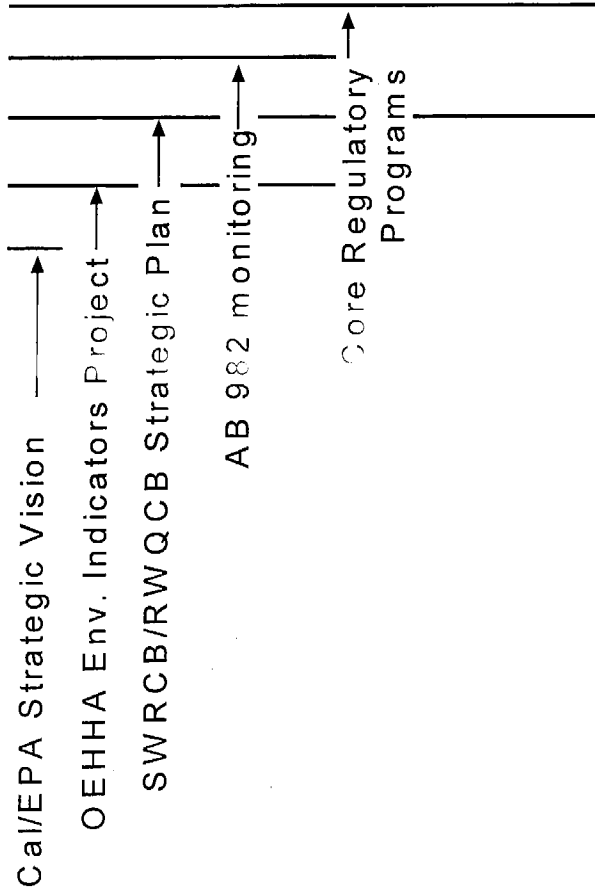 Cal/EPA Strategic Vision
OEHHA Env. Indicators Project
SWRCB/RWQCB Strategic Plan
AB 982 monitoring
Core Regulatory
Programs